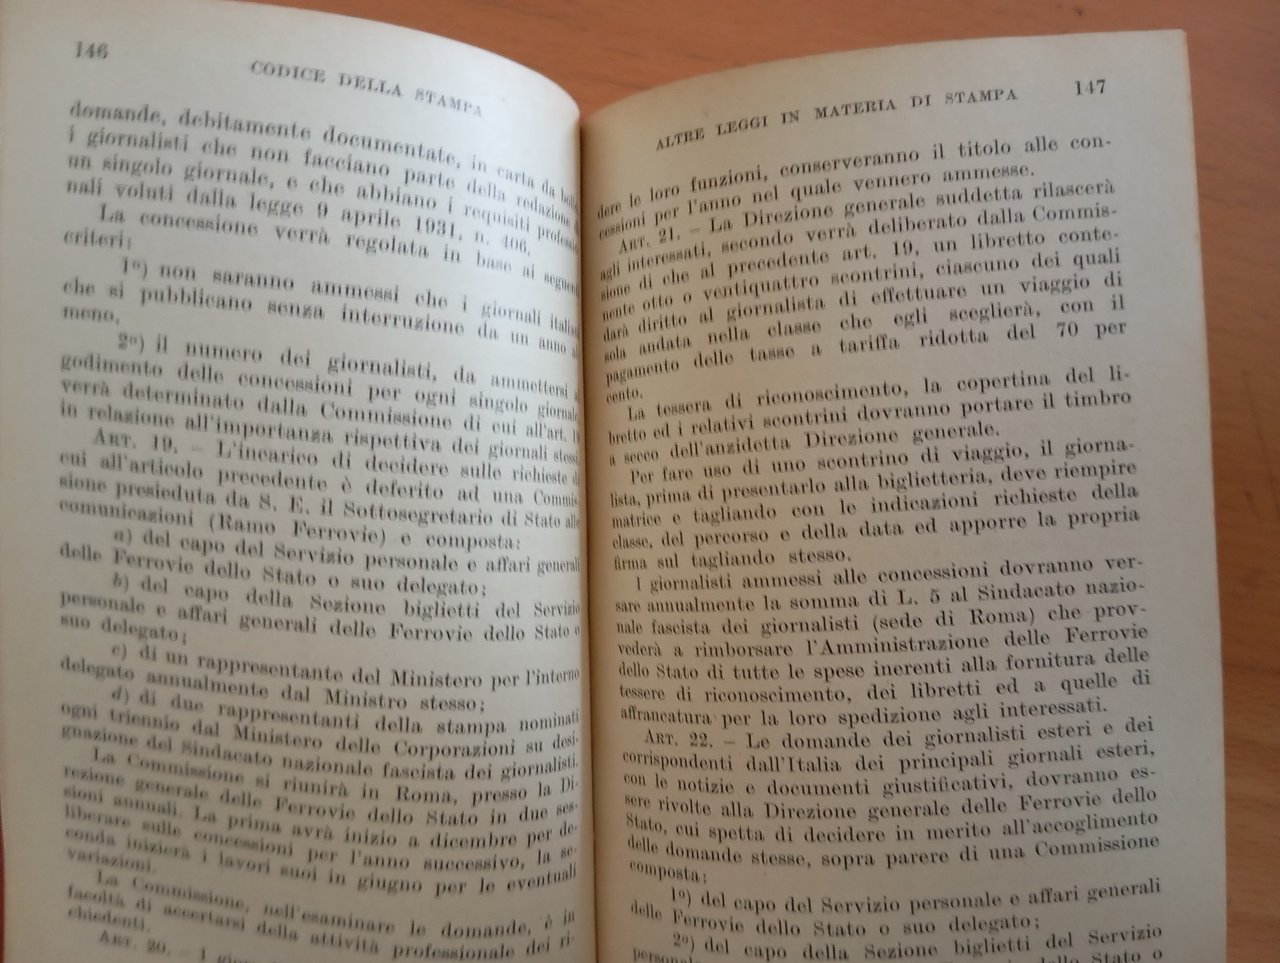 146
CODICE DELLA STAMPA
domande, debitamente documentate, in carta da
i giornalisti che non facciano parte della redazione
un singolo giornale, e che abbiano i requisiti professio-
nali voluti dalla legge 9 aprile 1931, n. 406.
La concessione verrà regolata in base ai seguenti
criteri:
1º) non saranno ammessi che i giornali italiani
che si pubblicano senza interruzione da un anno al-
meno.
2º) il numero dei giornalisti, da ammettersi al
godimento delle concessioni per ogni singolo giornale,
verrà determinato dalla Commissione di cui all'art. 19
in relazione all'importanza rispettiva dei giornali stessi.
ART. 19. – L'incarico di decidere sulle richieste di
cui all'articolo precedente è deferito ad una Commis-
sione presieduta da S. E. il Sottosegretario di Stato alle
comunicazioni (Ramo Ferrovie) e composta:
a) del capo del Servizio personale e affari generali
delle Ferrovie dello Stato o suo delegato;
b) del capo della Sezione biglietti del Servizio
personale e affari generali delle Ferrovie dello Stato o
suo delegato;
c) di un rappresentante del Ministero per l'interno
delegato annualmente dal Ministro stesso;
d) di due rappresentanti della stampa nominati
ogni triennio dal Ministero delle Corporazioni su desi-
gnazione del Sindacato nazionale fascista dei giornalisti.
La Commissione si riunirà in Roma, presso la Di-
rezione generale delle Ferrovie dello Stato in due ses-
sioni annuali. La prima avrà inizio a dicembre per de-
liberare sulle concessioni per l'anno successivo, la se-
conda inizierà i lavori suoi in giugno per le eventuali
variazioni.
La Commissione, nell'esaminare le domande, è in
facoltà di accertarsi della attività professionale dei ri-
chiedenti.
ART. 20. – I
ALTRE LEGGI IN MATERIA DI STAMPA
147
dere le loro funzioni, conserveranno il titolo alle con-
cessioni per l'anno nel quale vennero ammesse.
ART. 21. – La Direzione generale suddetta rilascerà
agli interessati, secondo verrà deliberato dalla Commis-
sione di che al precedente art. 19, un libretto conte-
nente otto o ventiquattro scontrini, ciascuno dei quali
darà diritto al giornalista di effettuare un viaggio di
sola andata nella classe che egli sceglierà, con il
pagamento delle tasse a tariffa ridotta del 70 per
cento.
La tessera di riconoscimento, la copertina del li-
bretto ed i relativi scontrini dovranno portare il timbro
a secco dell'anzidetta Direzione generale.
Per fare uso di uno scontrino di viaggio, il giorna-
lista, prima di presentarlo alla biglietteria, deve riempire
matrice e tagliando con le indicazioni richieste della
classe, del percorso e della data ed apporre la propria
firma sul tagliando stesso.
I giornalisti ammessi alle concessioni dovranno ver-
sare annualmente la somma di L. 5 al Sindacato nazio-
nale fascista dei giornalisti (sede di Roma) che prov-
vederà a rimborsare l'Amministrazione delle Ferrovie
dello Stato di tutte le spese inerenti alla fornitura delle
tessere di riconoscimento, dei libretti ed a quelle di
affrancatura per la loro spedizione agli interessati.
ART. 22. – Le domande dei giornalisti esteri e dei
corrispondenti dall'Italia dei principali giornali esteri,
con le notizie e documenti giustificativi, dovranno es-
sere rivolte alla Direzione generale delle Ferrovie dello
Stato, cui spetta di decidere in merito all'accoglimento
delle domande stesse, sopra parere di una Commissione
composta:
1º) del capo del Servizio personale e affari generali
delle Ferrovie dello Stato o suo delegato;
2º) del capo della Sezione biglietti del Servizio
dello Stato o